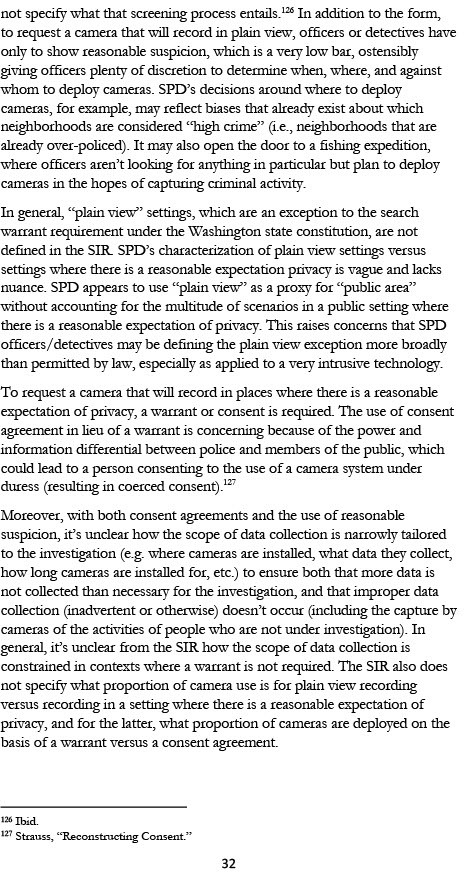 not specify what that screening process entails.126 In addition to the form,
to request a camera that will record in plain view, officers or detectives have
only to show reasonable suspicion, which is a very low bar, ostensibly
giving officers plenty of discretion to determine when, where, and against
whom to deploy cameras. SPD’s decisions around where to deploy
cameras, for example, may reflect biases that already exist about which
neighborhoods are considered “high crime” (i.e., neighborhoods that are
already over-policed). It may also open the door to a fishing expedition,
where officers aren’t looking for anything in particular but plan to deploy
cameras in the hopes of capturing criminal activity.
In general, “plain view” settings, which are an exception to the search
warrant requirement under the Washington state constitution, are not
defined in the SIR. SPD’s characterization of plain view settings versus
settings where there is a reasonable expectation privacy is vague and lacks
nuance. SPD appears to use “plain view” as a proxy for “public area”
without accounting for the multitude of scenarios in a public setting where
there is a reasonable expectation of privacy. This raises concerns that SPD
officers/detectives may be defining the plain view exception more broadly
than permitted by law, especially as applied to a very intrusive technology.
To request a camera that will record in places where there is a reasonable
expectation of privacy, a warrant or consent is required. The use of consent
agreement in lieu of a warrant is concerning because of the power and
information differential between police and members of the public, which
could lead to a person consenting to the use of a camera system under
duress (resulting in coerced consent).127
Moreover, with both consent agreements and the use of reasonable
suspicion, it’s unclear how the scope of data collection is narrowly tailored
to the investigation (e.g. where cameras are installed, what data they collect,
how long cameras are installed for, etc.) to ensure both that more data is
not collected than necessary for the investigation, and that improper data
collection (inadvertent or otherwise) doesn’t occur (including the capture by
cameras of the activities of people who are not under investigation). In
general, it’s unclear from the SIR how the scope of data collection is
constrained in contexts where a warrant is not required. The SIR also does
not specify what proportion of camera use is for plain view recording
versus recording in a setting where there is a reasonable expectation of
privacy, and for the latter, what proportion of cameras are deployed on the
basis of a warrant versus a consent agreement.
126 Ibid.
127 Strauss, “Reconstructing Consent.”
32